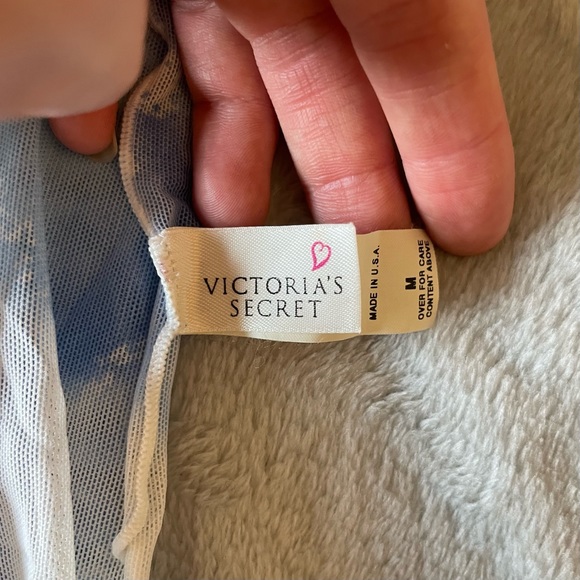 VICTORIA'S
SECRET
MADE IN U.S.A.
M
OVER FOR CARE
CONTENT ABOVE